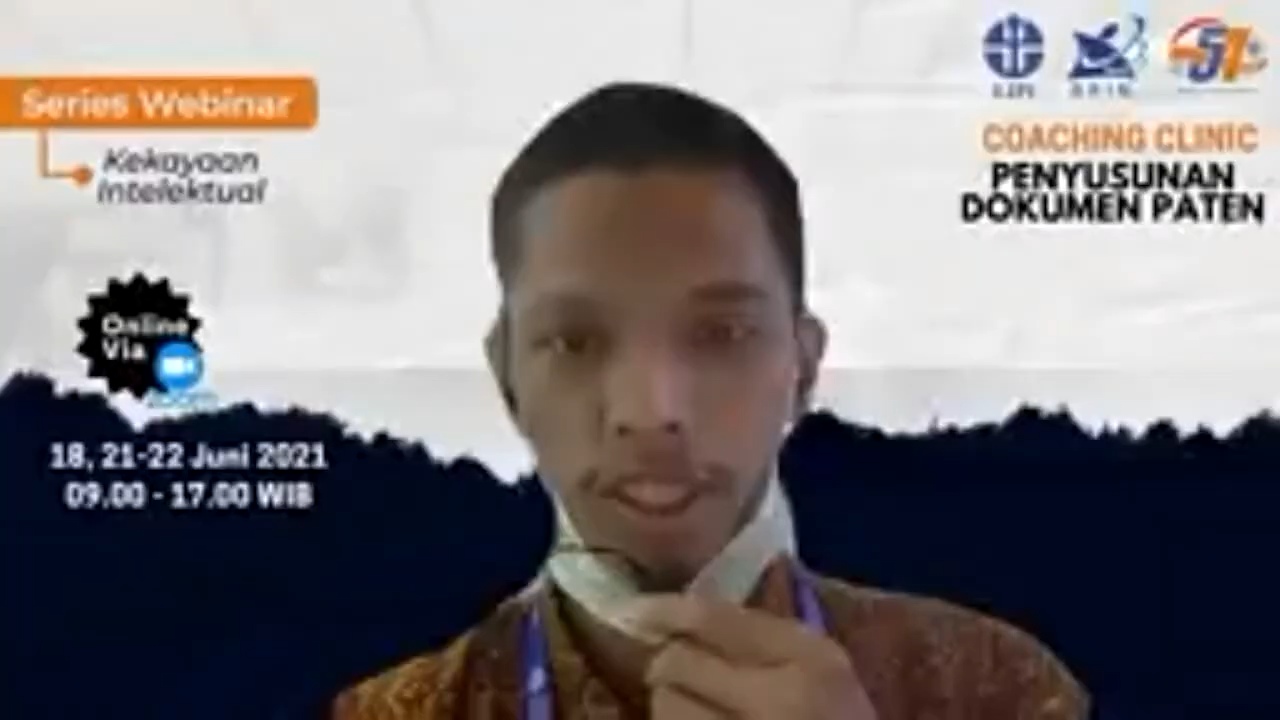 Series Webinar
Kekayaan
Intelektual
LIPI
BRIN
COACHING CLINIC
PENYUSUNAN
DOKUMEN PATEN
Online
Via
18, 21-22 Juni 2021
09.00 - 17.00 WIB